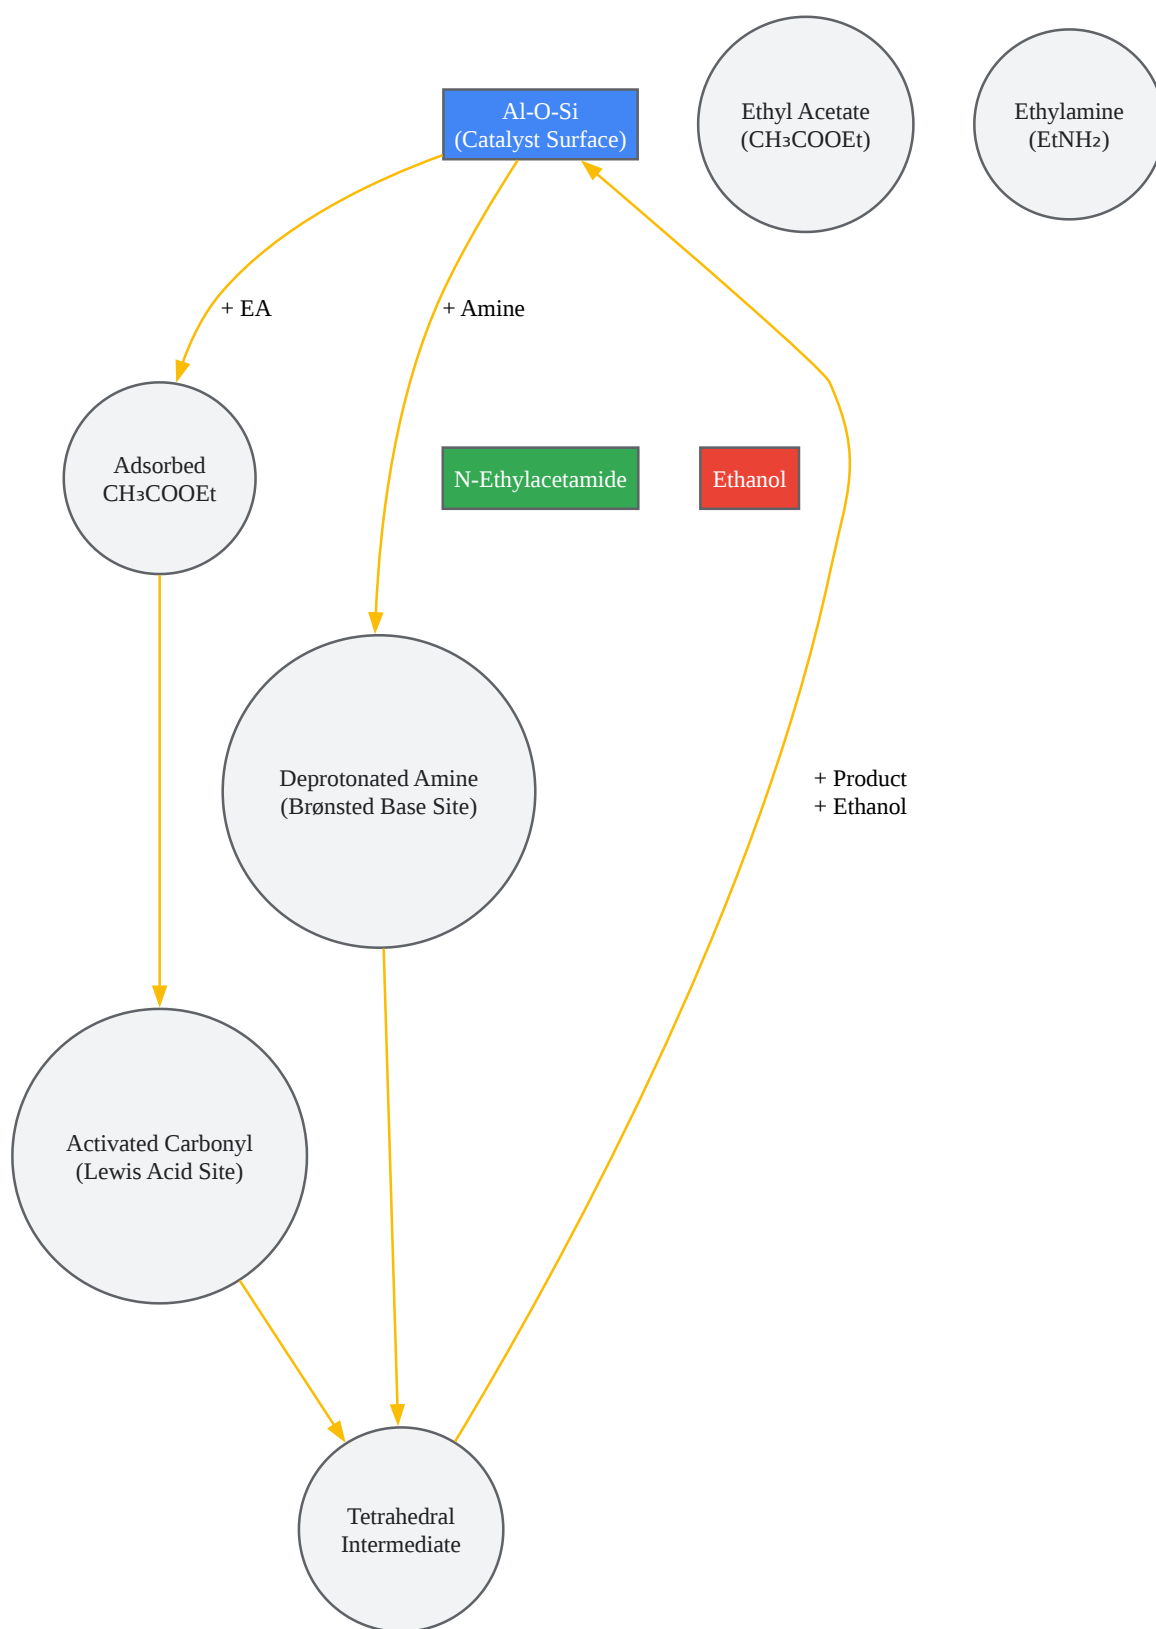 Al-O-Si
(Catalyst Surface)
Ethyl Acetate
(CH₃COOEt)
Ethylamine
(EtNH₂)
+ EA
+ Amine
Adsorbed
CH₃COOEt
N-Ethylacetamide
Ethanol
Deprotonated Amine
(Brønsted Base Site)
+ Product
+ Ethanol
Activated Carbonyl
(Lewis Acid Site)
Tetrahedral
Intermediate